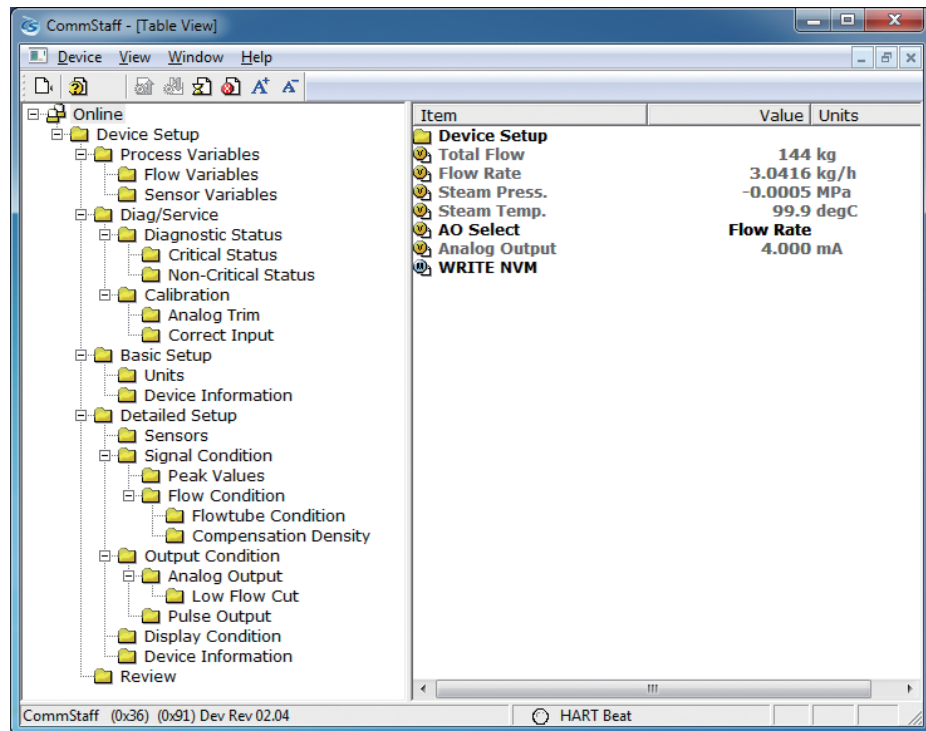 CommStaff - [Table View]
Device View Window Help
Online
Device Setup
Process Variables
Flow Variables
Sensor Variables
Diag/Service
Diagnostic Status
Critical Status
Non-Critical Status
Calibration
Analog Trim
Correct Input
Basic Setup
Units
Device Information
Detailed Setup
Sensors
Signal Condition
Peak Values
Flow Condition
Flowtube Condition
Compensation Density
Output Condition
Analog Output
Low Flow Cut
Pulse Output
Display Condition
Device Information
Review
Item Value Units
Device Setup
Total Flow 144 kg
Flow Rate 3.0416 kg/h
Steam Press. -0.0005 MPa
Steam Temp. 99.9 degC
AO Select Flow Rate
Analog Output 4.000 mA
WRITE NVM
CommStaff (0x36) (0x91) Dev Rev 02.04 HART Beat